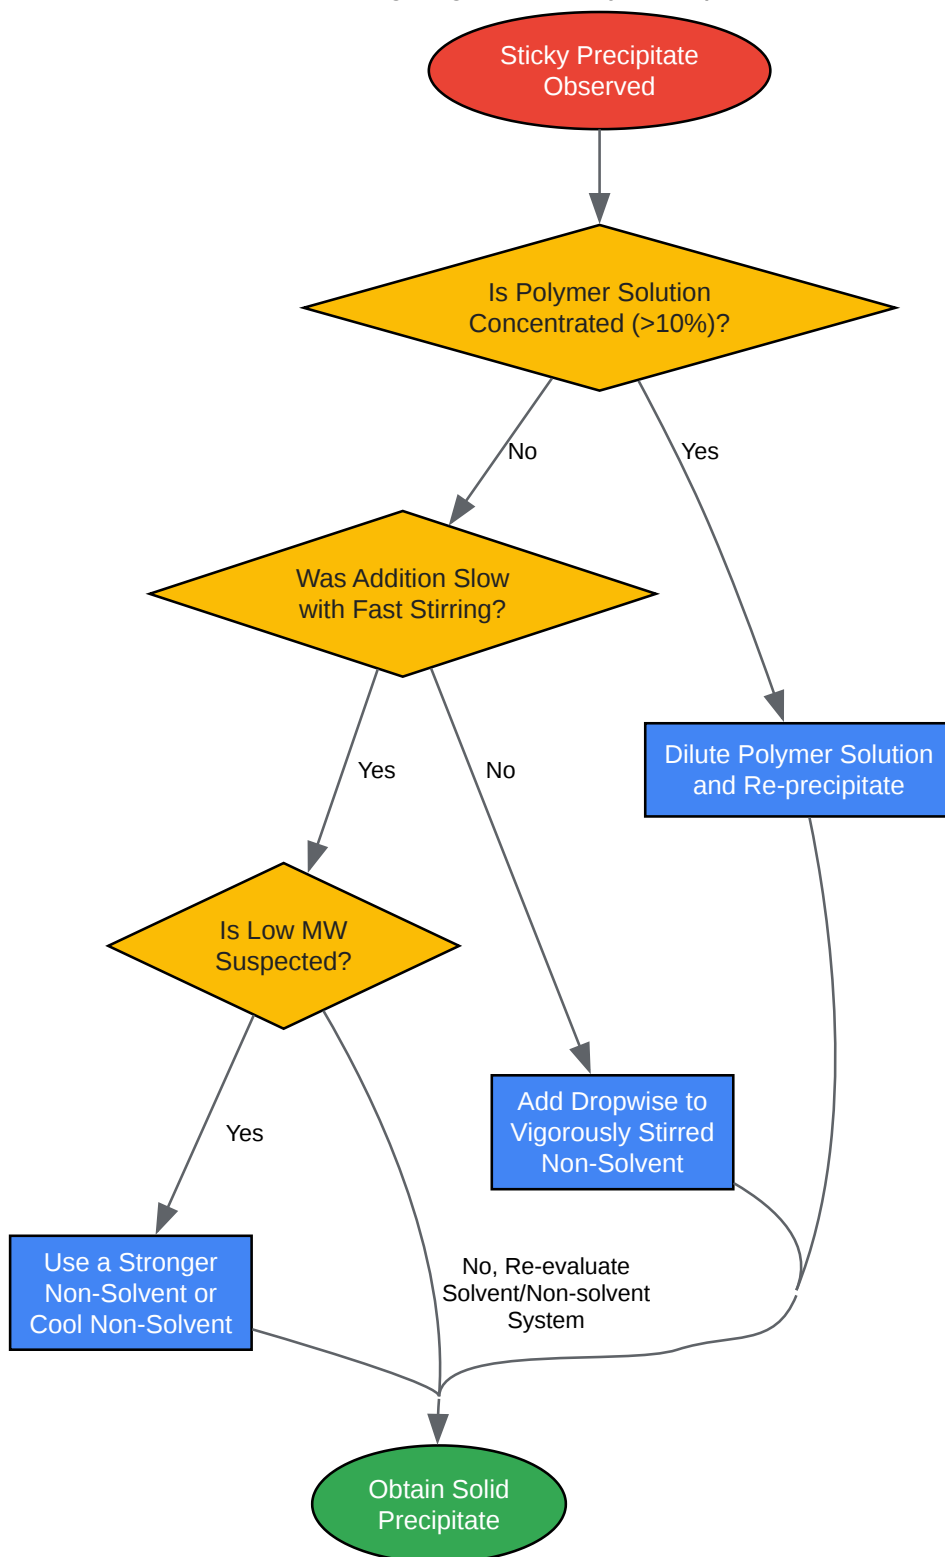 Sticky Precipitate
Observed
Is Polymer Solution
Concentrated (>10%)?
No
Yes
Was Addition Slow
with Fast Stirring?
Dilute Polymer Solution
and Re-precipitate
Yes
No
Is Low MW
Suspected?
Add Dropwise to
Vigorously Stirred
Non-Solvent
Yes
Use a Stronger
Non-Solvent or
Cool Non-Solvent
No, Re-evaluate
Solvent/Non-solvent
System
Obtain Solid
Precipitate